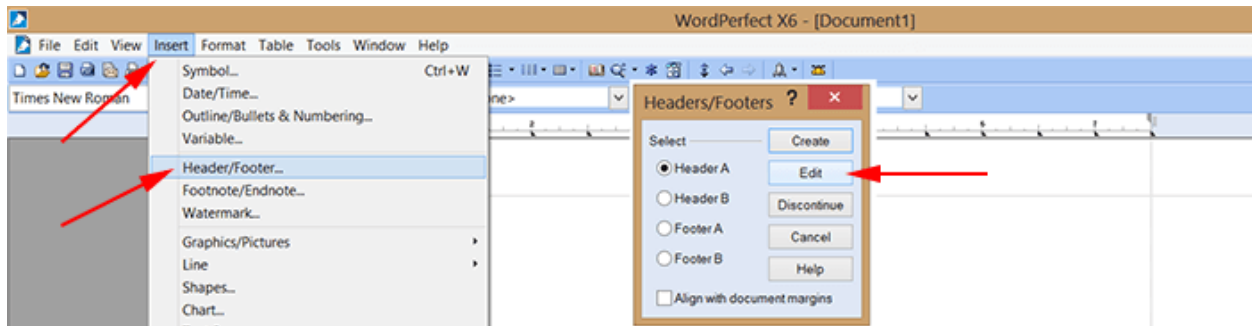 WordPerfect X6 - [Document1]
File Edit View Insert Format Table Tools Window Help
Symbol... Ctrl+W
Times New Roman
Date/Time...
Outline/Bullets & Numbering...
Variable...
Header/Footer...
Footnote/Endnote...
Watermark...
Graphics/Pictures
Line
Shapes...
Chart...
Headers/Footers ?
Select
Create
Header A
Edit
Header B
Discontinue
Footer A
Cancel
Footer B
Help
Align with document margins